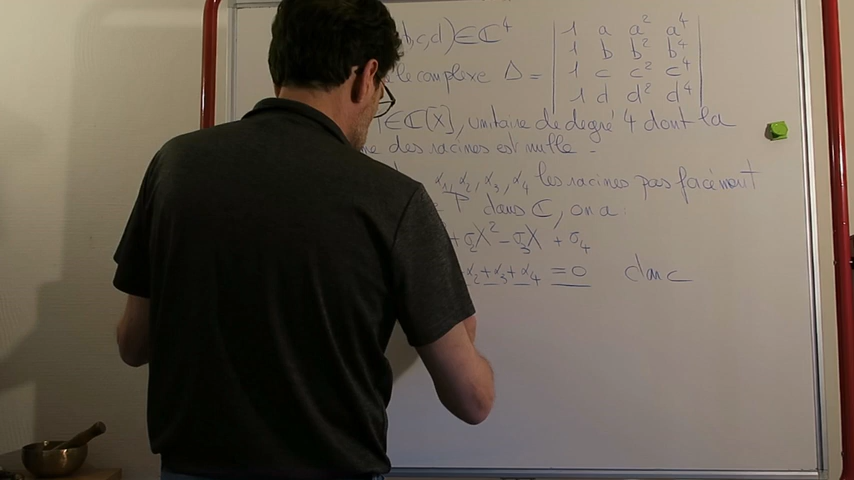 b,c,d)∈ℂ⁴
le complexe Δ = | 1 a a² a⁴ |
| 1 b b² b⁴ |
| 1 c c² c⁴ |
| 1 d d² d⁴ |
∈ℂ[X], unitaire de degré 4 dont la
me des racines est nulle -
α₁, α₂, α₃, α₄ les racines pas forcément
P dans ℂ, on a :
+ σ₂X² - σ₃X + σ₄
α₂+α₃+α₄ = 0 donc